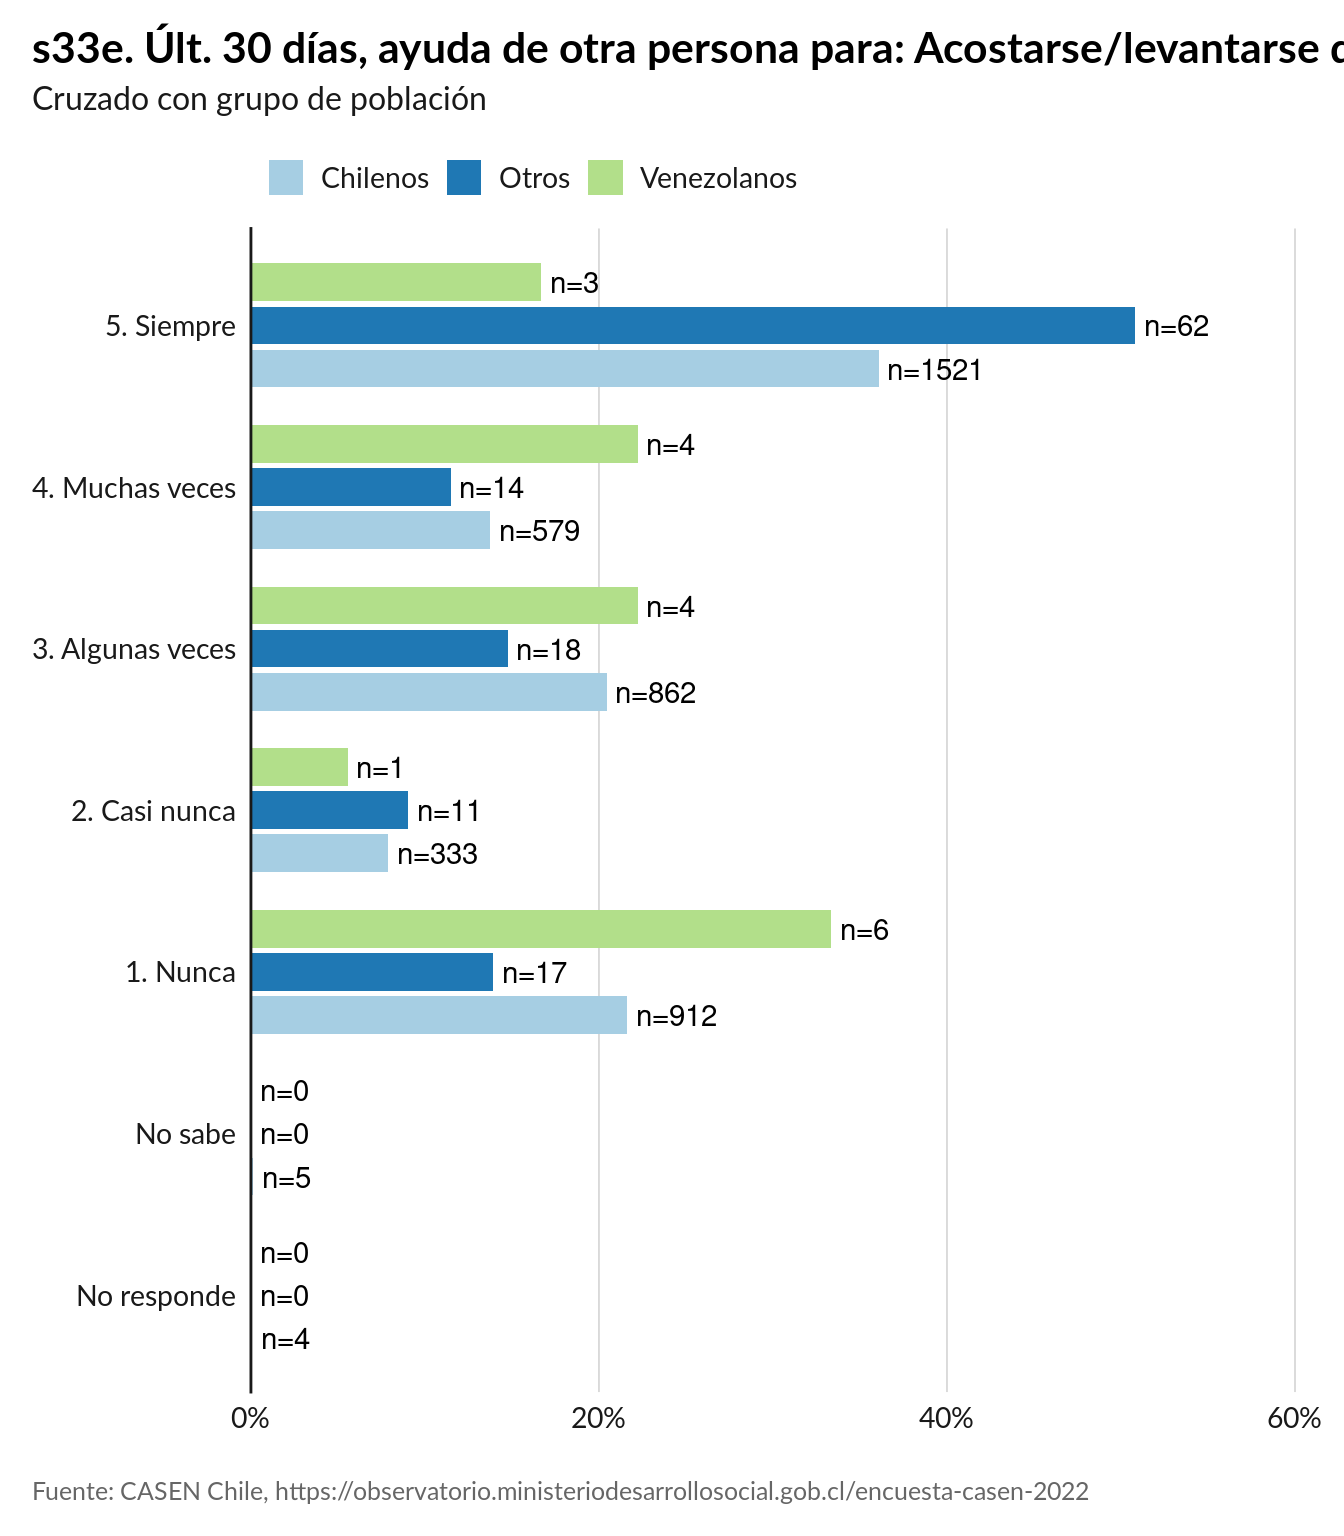 s33e. Últ. 30 días, ayuda de otra persona para: Acostarse/levantarse
Cruzado con grupo de población
Chilenos Otros Venezolanos
n=3
5. Siempre n=62
n=1521
n=4
4. Muchas veces n=14
n=579
n=4
3. Algunas veces n=18
n=862
n=1
2. Casi nunca n=11
n=333
n=6
1. Nunca n=17
n=912
n=0
No sabe n=0
n=5
n=0
No responde n=0
n=4
0% 20% 40% 60%
Fuente: CASEN Chile, https://observatorio.ministeriodesarrollosocial.gob.cl/encuesta-casen-2022